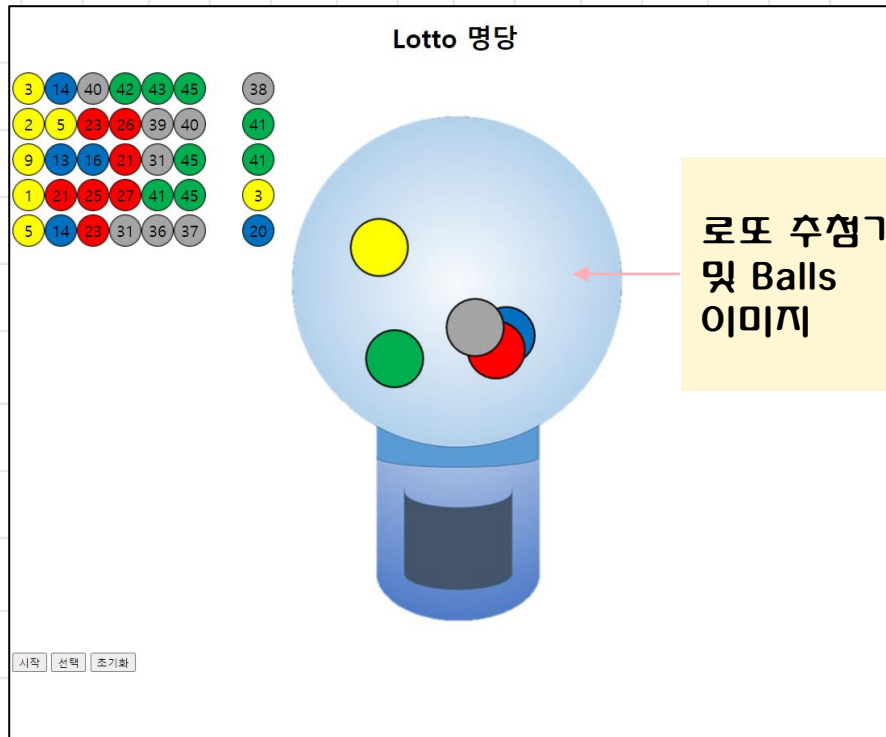 Lotto 명당
3 14 40 42 43 45 38
2 5 23 26 39 40 41
9 13 16 21 31 45 41
1 21 25 27 41 45 3
5 14 23 31 36 37 20
로또 추첨기
및 Balls
이미지
시작 선택 초기화